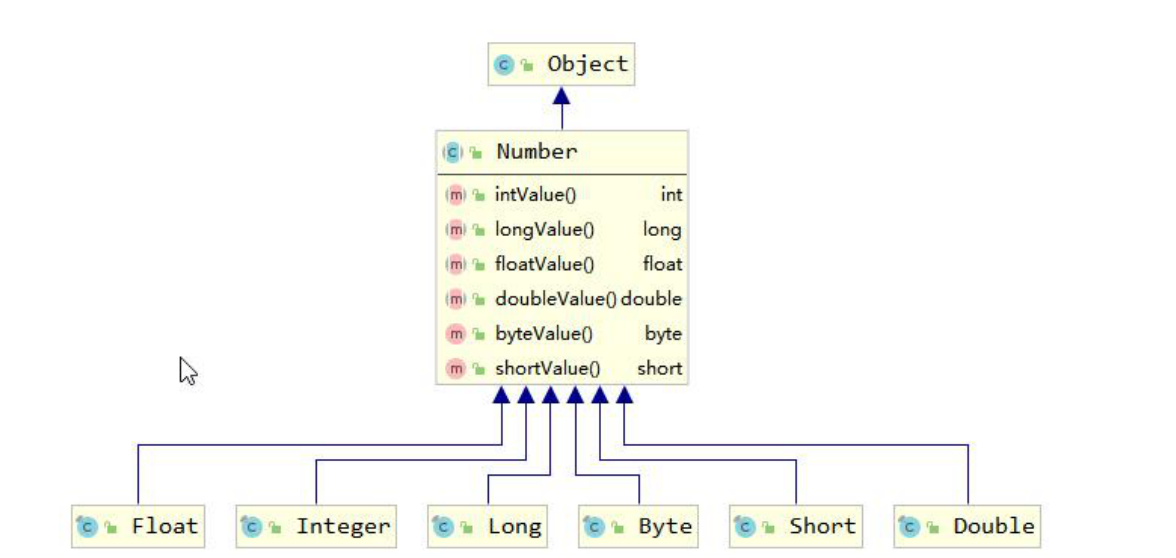 Object
Number
intValue() int
longValue() long
floatValue() float
doubleValue() double
byteValue() byte
shortValue() short
Float Integer Long Byte Short Double